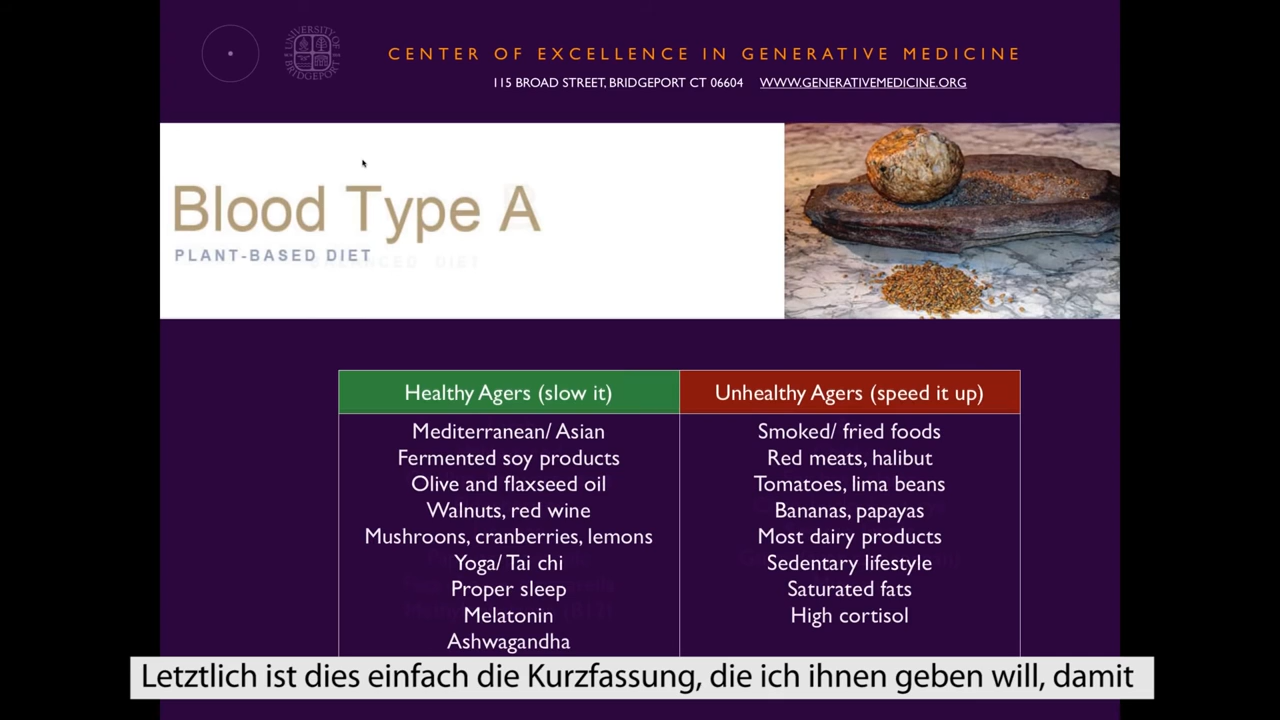 UNIVERSITY OF BRIDGEPORT
CENTER OF EXCELLENCE IN GENERATIVE MEDICINE
115 BROAD STREET, BRIDGEPORT CT 06604 WWW.GENERATIVEMEDICINE.ORG
Blood Type A
PLANT-BASED DIET
Healthy Agers (slow it) Unhealthy Agers (speed it up)
Mediterranean/ Asian Smoked/ fried foods
Fermented soy products Red meats, halibut
Olive and flaxseed oil Tomatoes, lima beans
Walnuts, red wine Bananas, papayas
Mushrooms, cranberries, lemons Most dairy products
Yoga/ Tai chi Sedentary lifestyle
Proper sleep Saturated fats
Melatonin High cortisol
Ashwagandha
Letztlich ist dies einfach die Kurzfassung, die ich ihnen geben will, damit